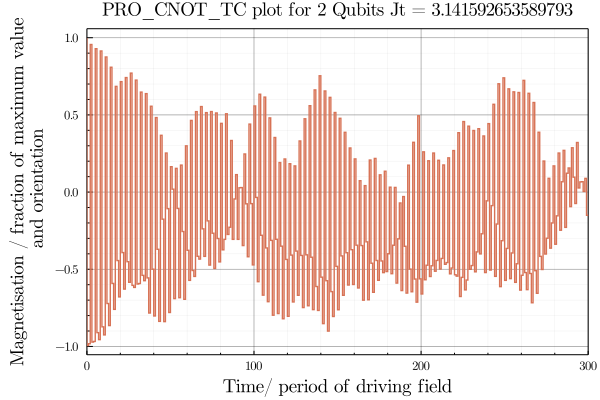 PRO_CNOT_TC plot for 2 Qubits Jt = 3.141592653589793
Magnetisation / fraction of maximum value
and orientation
1.0
0.5
0.0
−0.5
−1.0
0
100
200
300
Time/ period of driving field